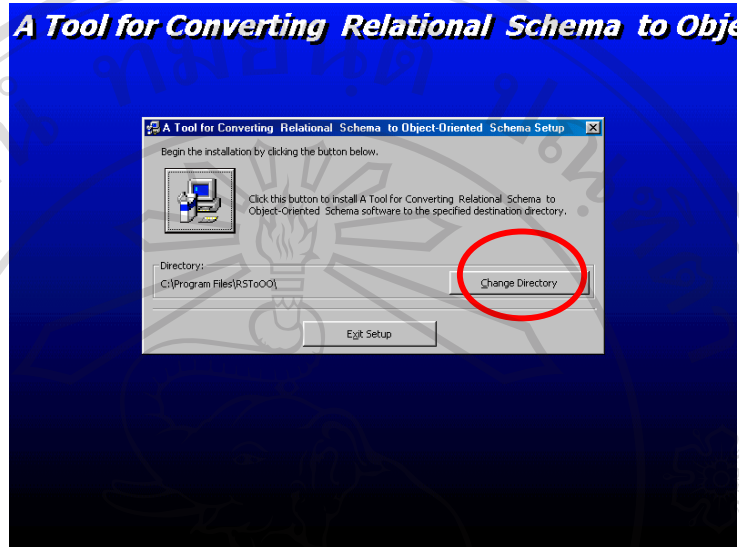 A Tool for Converting Relational Schema to Obje
A Tool for Converting Relational Schema to Object-Oriented Schema Setup
Begin the installation by clicking the button below.
Click this button to install A Tool for Converting Relational Schema to
Object-Oriented Schema software to the specified destination directory.
Directory:
C:\Program Files\RSToOO\
Change Directory
Exit Setup